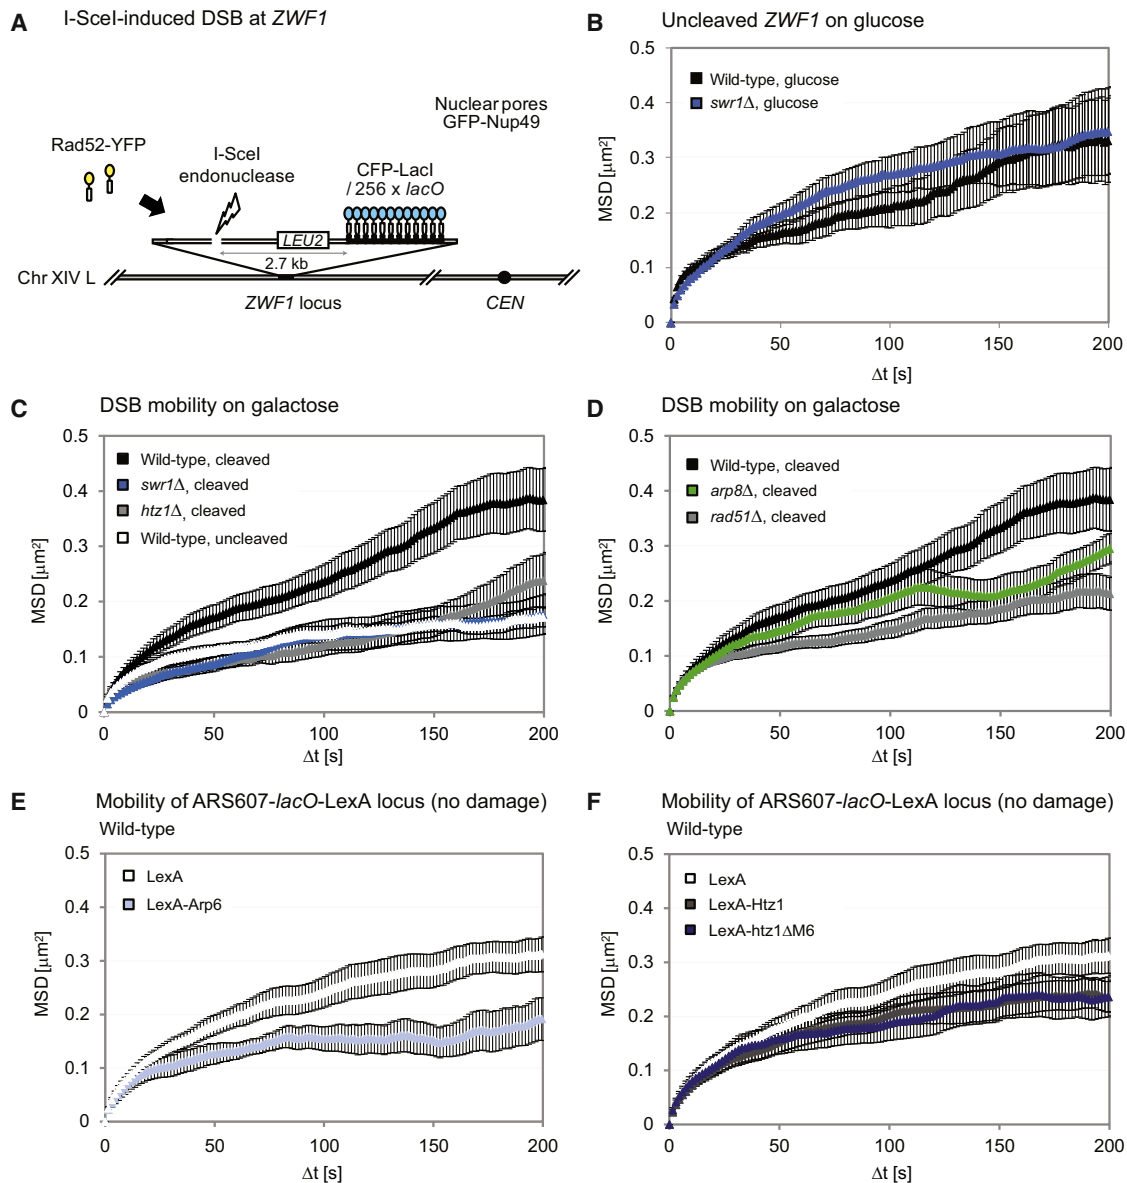 A I-SceI-induced DSB at ZWF1
Rad52-YFP
I-SceI
endonuclease
Nuclear pores
GFP-Nup49
CFP-LacI
/ 256 x lacO
LEU2
2.7 kb
Chr XIV L
ZWF1 locus
CEN
B Uncleaved ZWF1 on glucose
Wild-type, glucose
swr1Δ, glucose
MSD [μm²]
0.5
0.4
0.3
0.2
0.1
0
0 50 100 150 200
Δt [s]
C DSB mobility on galactose
Wild-type, cleaved
swr1Δ, cleaved
htz1Δ, cleaved
Wild-type, uncleaved
MSD [μm²]
0.5
0.4
0.3
0.2
0.1
0
0 50 100 150 200
Δt [s]
D DSB mobility on galactose
Wild-type, cleaved
arp8Δ, cleaved
rad51Δ, cleaved
MSD [μm²]
0.5
0.4
0.3
0.2
0.1
0
0 50 100 150 200
Δt [s]
E Mobility of ARS607-lacO-LexA locus (no damage)
Wild-type
LexA
LexA-Arp6
MSD [μm²]
0.5
0.4
0.3
0.2
0.1
0
0 50 100 150 200
Δt [s]
F Mobility of ARS607-lacO-LexA locus (no damage)
Wild-type
LexA
LexA-Htz1
LexA-htz1ΔM6
MSD [μm²]
0.5
0.4
0.3
0.2
0.1
0
0 50 100 150 200
Δt [s]